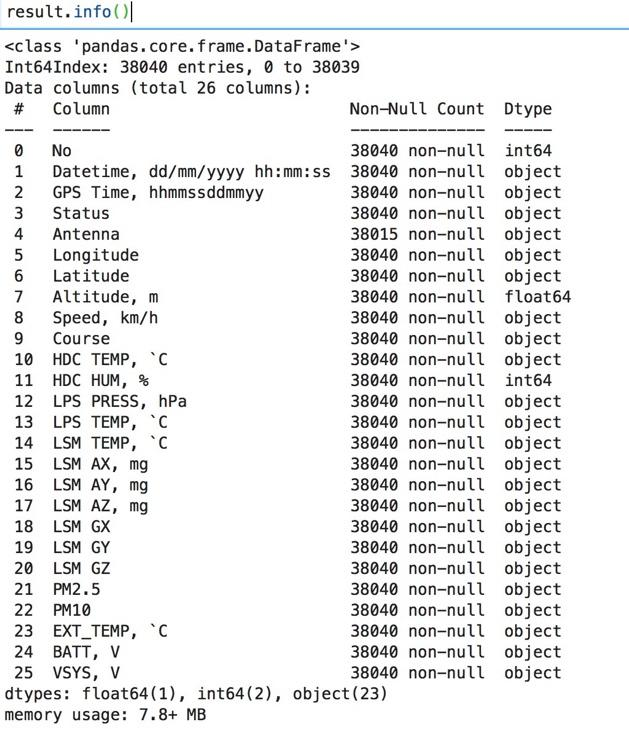 result.info()
<class 'pandas.core.frame.DataFrame'>
Int64Index: 38040 entries, 0 to 38039
Data columns (total 26 columns):
 #   Column                         Non-Null Count  Dtype
---  ------                         --------------  -----
 0   No                             38040 non-null  int64
 1   Datetime, dd/mm/yyyy hh:mm:ss  38040 non-null  object
 2   GPS Time, hhmmssddmmyy         38040 non-null  object
 3   Status                         38040 non-null  object
 4   Antenna                        38015 non-null  object
 5   Longitude                      38040 non-null  object
 6   Latitude                       38040 non-null  object
 7   Altitude, m                    38040 non-null  float64
 8   Speed, km/h                    38040 non-null  object
 9   Course                         38040 non-null  object
 10  HDC TEMP, `C                   38040 non-null  object
 11  HDC HUM, %                     38040 non-null  int64
 12  LPS PRESS, hPa                 38040 non-null  object
 13  LPS TEMP, `C                   38040 non-null  object
 14  LSM TEMP, `C                   38040 non-null  object
 15  LSM AX, mg                     38040 non-null  object
 16  LSM AY, mg                     38040 non-null  object
 17  LSM AZ, mg                     38040 non-null  object
 18  LSM GX                         38040 non-null  object
 19  LSM GY                         38040 non-null  object
 20  LSM GZ                         38040 non-null  object
 21  PM2.5                          38040 non-null  object
 22  PM10                           38040 non-null  object
 23  EXT_TEMP, `C                   38040 non-null  object
 24  BATT, V                        38040 non-null  object
 25  VSYS, V                        38040 non-null  object
dtypes: float64(1), int64(2), object(23)
memory usage: 7.8+ MB